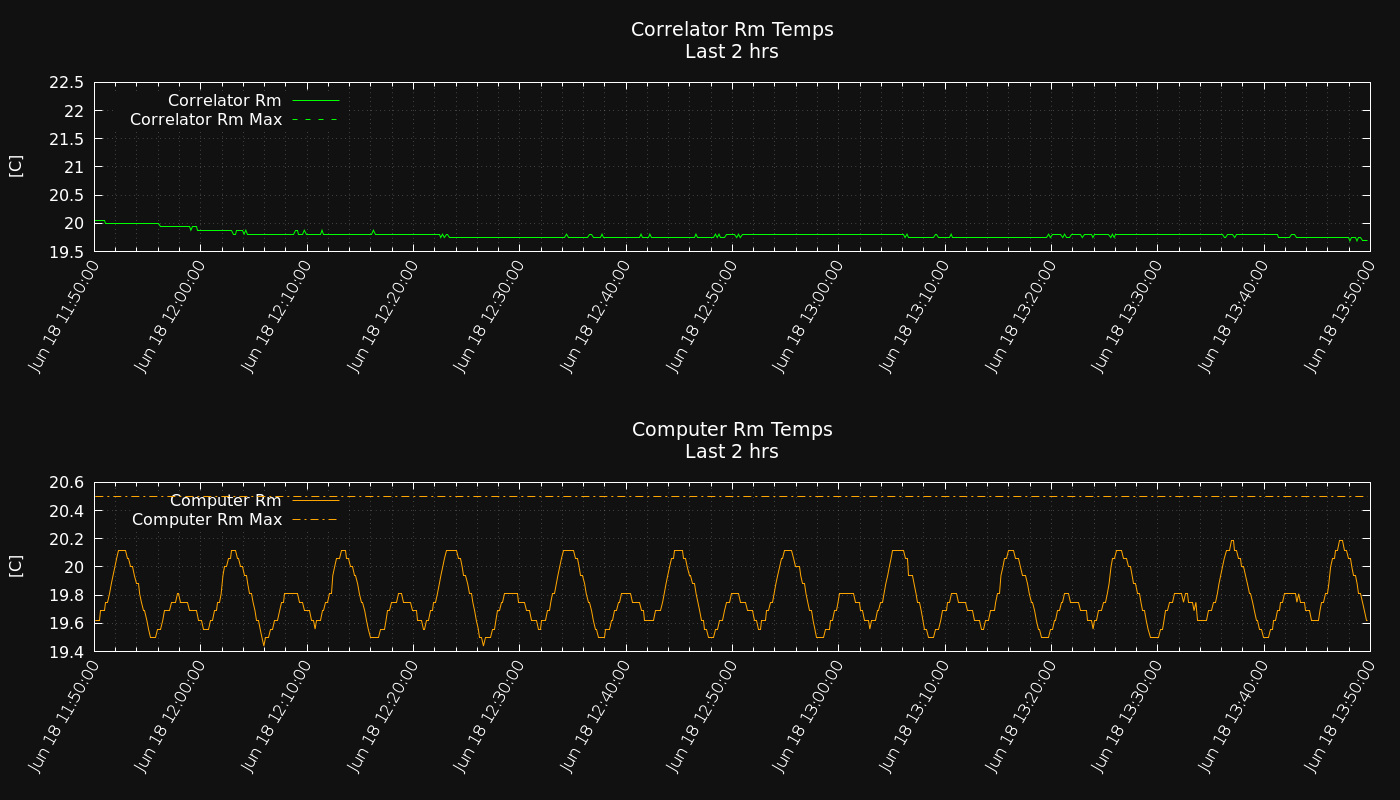 Correlator Rm Temps
Last 2 hrs
22.5
22
21.5
21
20.5
20
19.5
[C]
Correlator Rm
Correlator Rm Max
Jun 18 11:50:00
Jun 18 12:00:00
Jun 18 12:10:00
Jun 18 12:20:00
Jun 18 12:30:00
Jun 18 12:40:00
Jun 18 12:50:00
Jun 18 13:00:00
Jun 18 13:10:00
Jun 18 13:20:00
Jun 18 13:30:00
Jun 18 13:40:00
Jun 18 13:50:00
Computer Rm Temps
Last 2 hrs
20.6
20.4
20.2
20
19.8
19.6
19.4
[C]
Computer Rm
Computer Rm Max
Jun 18 11:50:00
Jun 18 12:00:00
Jun 18 12:10:00
Jun 18 12:20:00
Jun 18 12:30:00
Jun 18 12:40:00
Jun 18 12:50:00
Jun 18 13:00:00
Jun 18 13:10:00
Jun 18 13:20:00
Jun 18 13:30:00
Jun 18 13:40:00
Jun 18 13:50:00